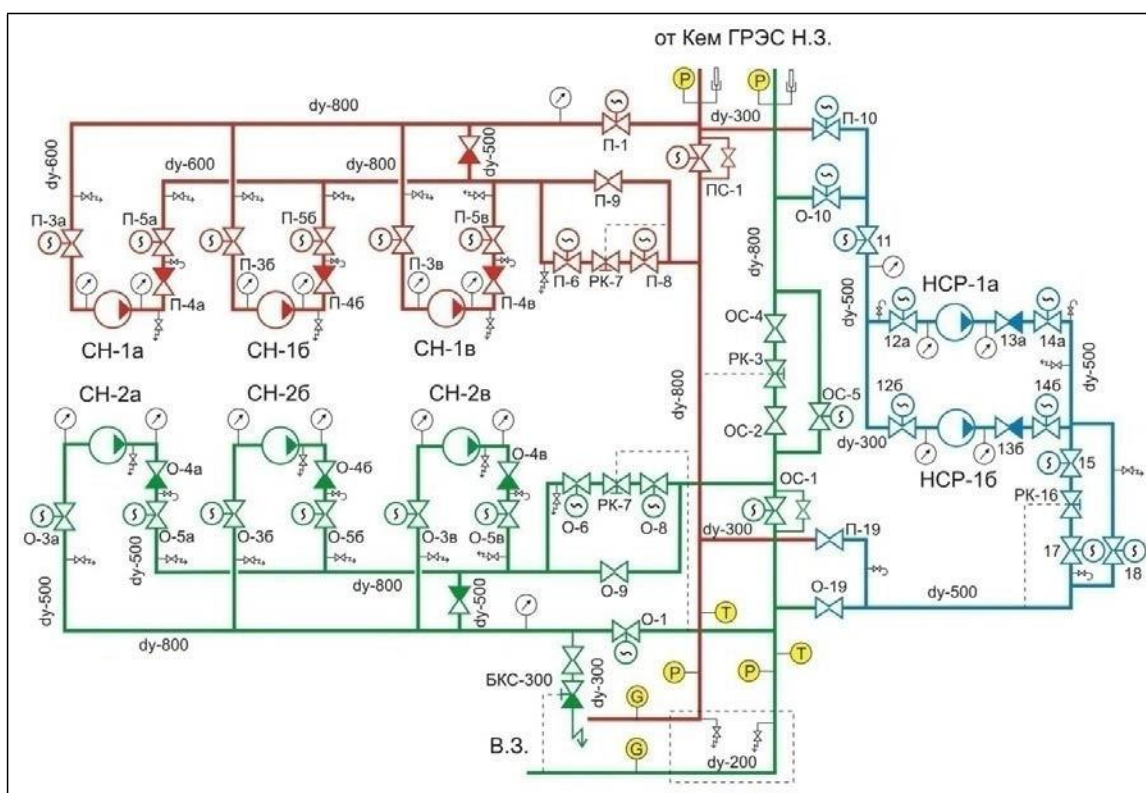 от Кем ГРЭС Н.З.
P
P
dy-800
dy-300
П-10
П-1
dy-600
dy-600
dy-800
dy-500
ПС-1
О-10
П-9
П-3а
П-5а
П-5б
П-5в
11
П-3б
П-3в
П-6
РК-7
П-8
dy-800
П-4а
П-4б
П-4в
НСР-1а
dy-500
СН-1а
СН-1б
СН-1в
ОС-4
12а
13а
14а
РК-3
dy-500
СН-2а
СН-2б
СН-2в
dy-800
12б
14б
ОС-5
ОС-2
dy-300
13б
О-4а
О-4б
О-4в
НСР-1б
15
ОС-1
РК-16
О-3а
О-5а
О-3б
О-5б
О-3в
О-5в
О-6
РК-7
О-8
dy-300
П-19
17
18
dy-500
dy-500
dy-800
dy-500
О-9
О-19
dy-500
T
О-1
dy-800
T
БКС-300
dy-300
P
P
G
В.З.
G
dy-200